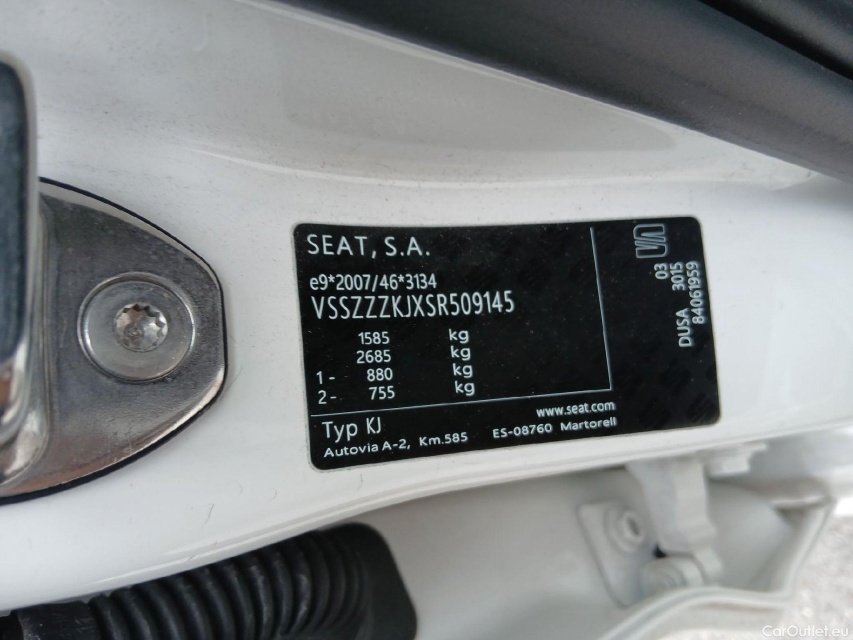 SEAT, S.A.
e9*2007/46*3134
VSSZZZKJXSR509145
1585 kg
2685 kg
1- 880 kg
2- 755 kg
Typ KJ
www.seat.com
Autovia A-2, Km.585 ES-08760 Martorell
03
3015
DUSA 84061959
CarOutlet.eu